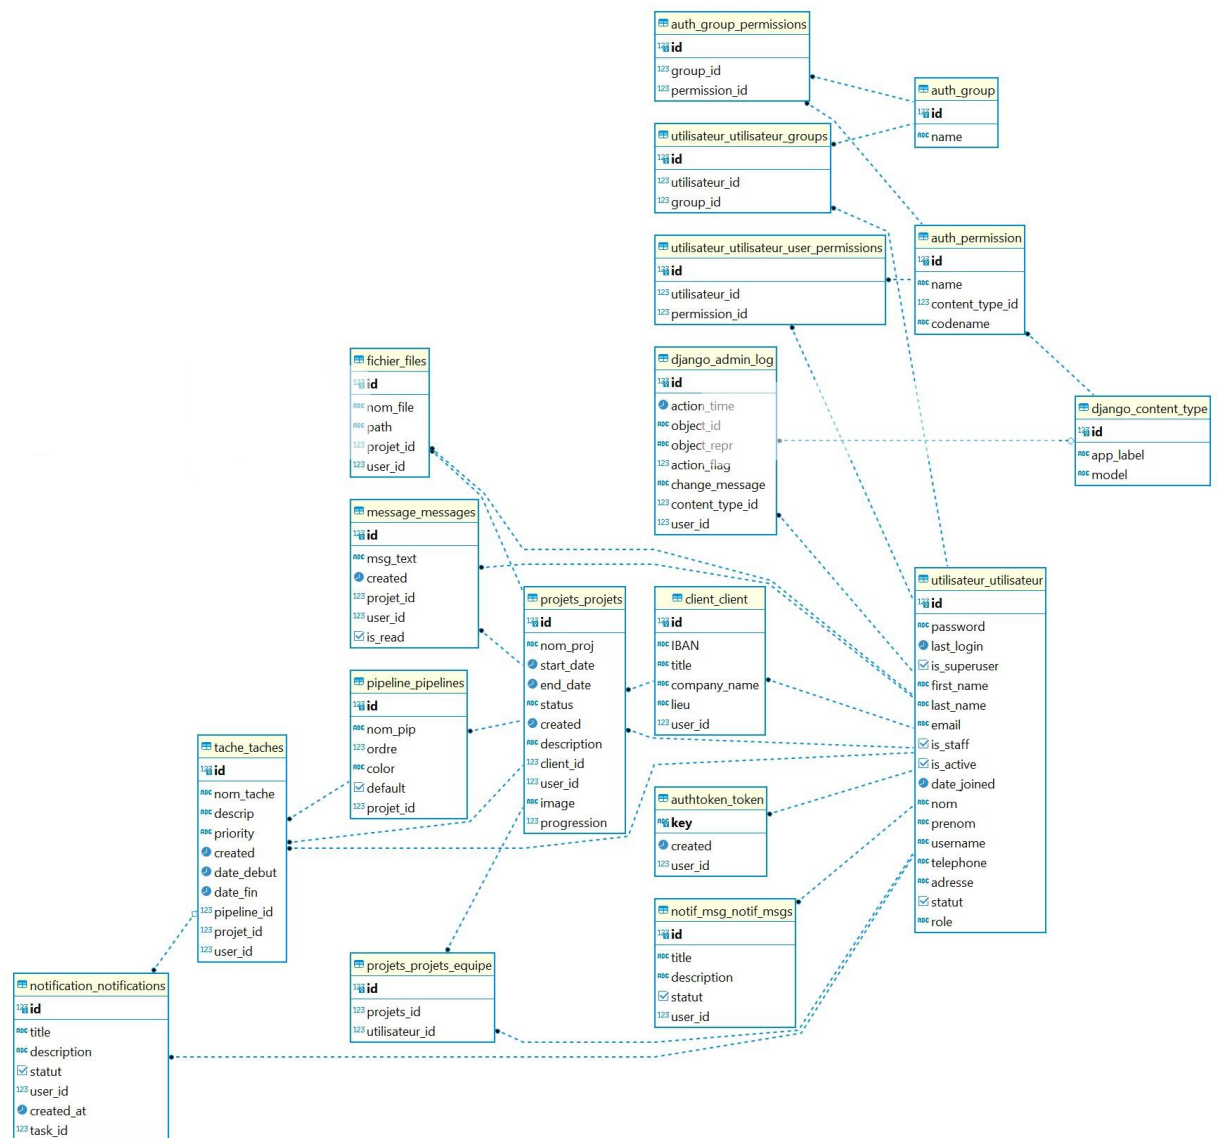 auth_group_permissions
id
group_id
permission_id
auth_group
id
name
utilisateur_utilisateur_groups
id
utilisateur_id
group_id
utilisateur_utilisateur_user_permissions
id
utilisateur_id
permission_id
auth_permission
id
name
content_type_id
codename
django_admin_log
id
action_time
object_id
object_repr
action_flag
change_message
content_type_id
user_id
django_content_type
id
app_label
model
fichier_files
id
nom_file
path
projet_id
user_id
message_messages
id
msg_text
created
projet_id
user_id
is_read
projets_projets
id
nom_proj
start_date
end_date
status
created
description
client_id
user_id
image
progression
client_client
id
IBAN
title
company_name
lieu
user_id
utilisateur_utilisateur
id
password
last_login
is_superuser
first_name
last_name
email
is_staff
is_active
date_joined
nom
prenom
username
telephone
adresse
statut
role
pipeline_pipelines
id
nom_pip
ordre
color
default
projet_id
tache_taches
id
nom_tache
descrip
priority
created
date_debut
date_fin
pipeline_id
projet_id
user_id
authtoken_token
key
created
user_id
notif_msg_notif_msgs
id
title
description
statut
user_id
projets_projets_equipe
id
projets_id
utilisateur_id
notification_notifications
id
title
description
statut
user_id
created_at
task_id